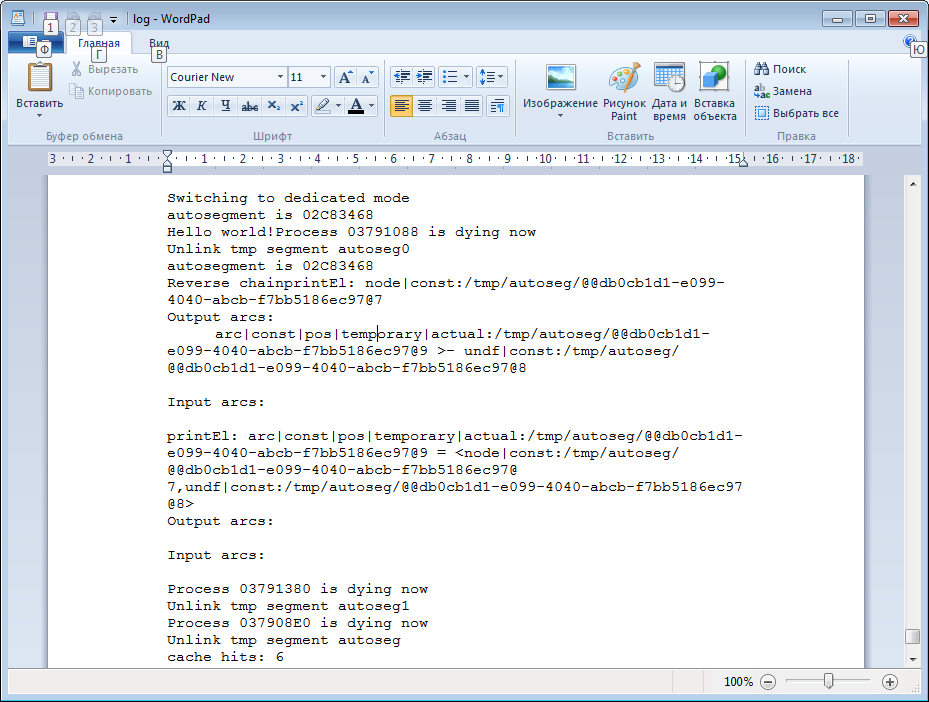 log - WordPad
1 2 3
Ф Главная Вид Ю
Г В
Вставить
Вырезать
Копировать
Буфер обмена
Courier New 11
Ж К Ч abc X₂ X² A
Шрифт
Абзац
Изображение
Рисунок Paint
Дата и время
Вставка объекта
Вставить
Поиск
Замена
Выбрать все
Правка
3 2 1 1 2 3 4 5 6 7 8 9 10 11 12 13 14 15 16 17 18
Switching to dedicated mode
autosegment is 02C83468
Hello world!Process 03791088 is dying now
Unlink tmp segment autoseg0
autosegment is 02C83468
Reverse chainprintEl: node|const:/tmp/autoseg/@@db0cb1d1-e099-
4040-abcb-f7bb5186ec97@7
Output arcs:
arc|const|pos|temporary|actual:/tmp/autoseg/@@db0cb1d1-
e099-4040-abcb-f7bb5186ec97@9 >- undf|const:/tmp/autoseg/
@@db0cb1d1-e099-4040-abcb-f7bb5186ec97@8
Input arcs:
printEl: arc|const|pos|temporary|actual:/tmp/autoseg/@@db0cb1d1-
e099-4040-abcb-f7bb5186ec97@9 = <node|const:/tmp/autoseg/
@@db0cb1d1-e099-4040-abcb-f7bb5186ec97@
7,undf|const:/tmp/autoseg/@@db0cb1d1-e099-4040-abcb-f7bb5186ec97
@8>
Output arcs:
Input arcs:
Process 03791380 is dying now
Unlink tmp segment autoseg1
Process 037908E0 is dying now
Unlink tmp segment autoseg
cache hits: 6
100%